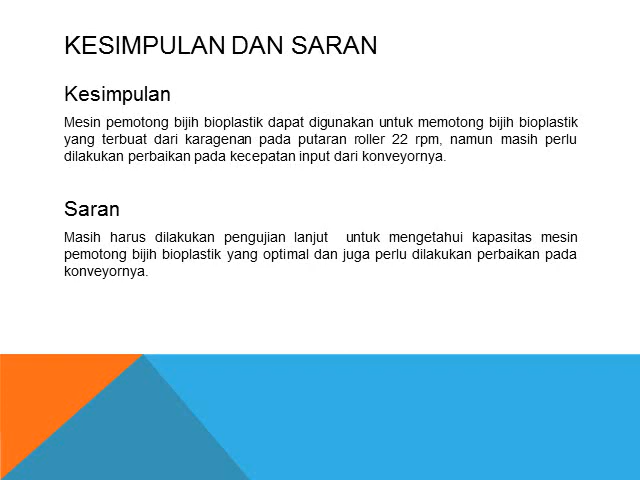 KESIMPULAN DAN SARAN
Kesimpulan
Mesin pemotong bijih bioplastik dapat digunakan untuk memotong bijih bioplastik
yang terbuat dari karagenan pada putaran roller 22 rpm, namun masih perlu
dilakukan perbaikan pada kecepatan input dari konveyornya.
Saran
Masih harus dilakukan pengujian lanjut  untuk mengetahui kapasitas mesin
pemotong bijih bioplastik yang optimal dan juga perlu dilakukan perbaikan pada
konveyornya.